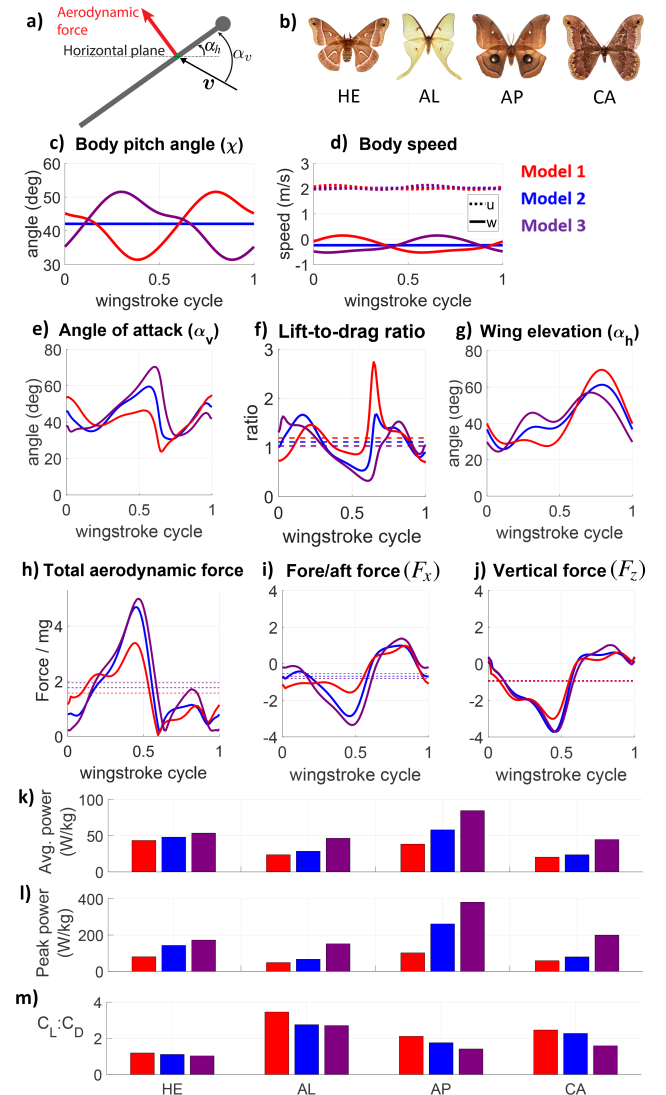 a)
Aerodynamic
force
Horizontal plane
α_h
α_v
v
b)
HE
AL
AP
CA
c) Body pitch angle (χ)
angle (deg)
60
50
40
30
0
0.5
1
wingstroke cycle
d) Body speed
speed (m/s)
3
2
1
0
-1
u
w
0
0.5
1
wingstroke cycle
Model 1
Model 2
Model 3
e) Angle of attack (α_v)
angle (deg)
80
60
40
20
0
0
0.5
1
wingstroke cycle
f) Lift-to-drag ratio
ratio
3
2
1
0
0
0.5
1
wingstroke cycle
g) Wing elevation (α_h)
angle (deg)
80
60
40
20
0
0
0.5
1
wingstroke cycle
h) Total aerodynamic force
Force / mg
4
2
0
0
0.5
1
wingstroke cycle
i) Fore/aft force (F_x)
4
2
0
-2
-4
0
0.5
1
wingstroke cycle
j) Vertical force (F_z)
4
2
0
-2
-4
0
0.5
1
wingstroke cycle
k)
Avg. power
(W/kg)
100
50
0
l)
Peak power
(W/kg)
400
200
0
m)
C_L:C_D
4
2
0
HE
AL
AP
CA